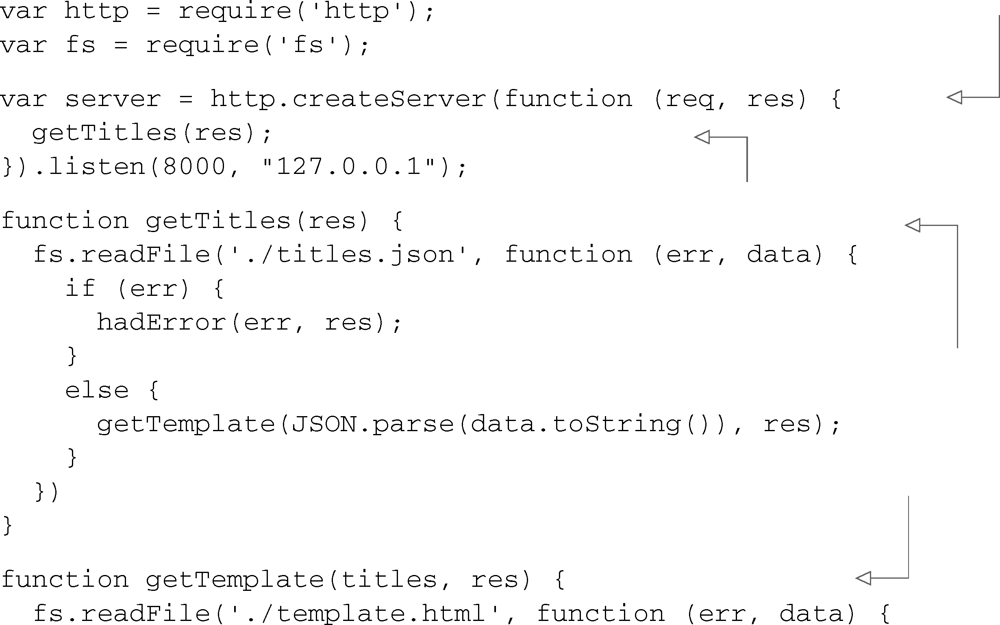 var http = require('http');
var fs = require('fs');

var server = http.createServer(function (req, res) {
  getTitles(res);
}).listen(8000, "127.0.0.1");

function getTitles(res) {
  fs.readFile('./titles.json', function (err, data) {
    if (err) {
      hadError(err, res);
    }
    else {
      getTemplate(JSON.parse(data.toString()), res);
    }
  })
}

function getTemplate(titles, res) {
  fs.readFile('./template.html', function (err, data) {